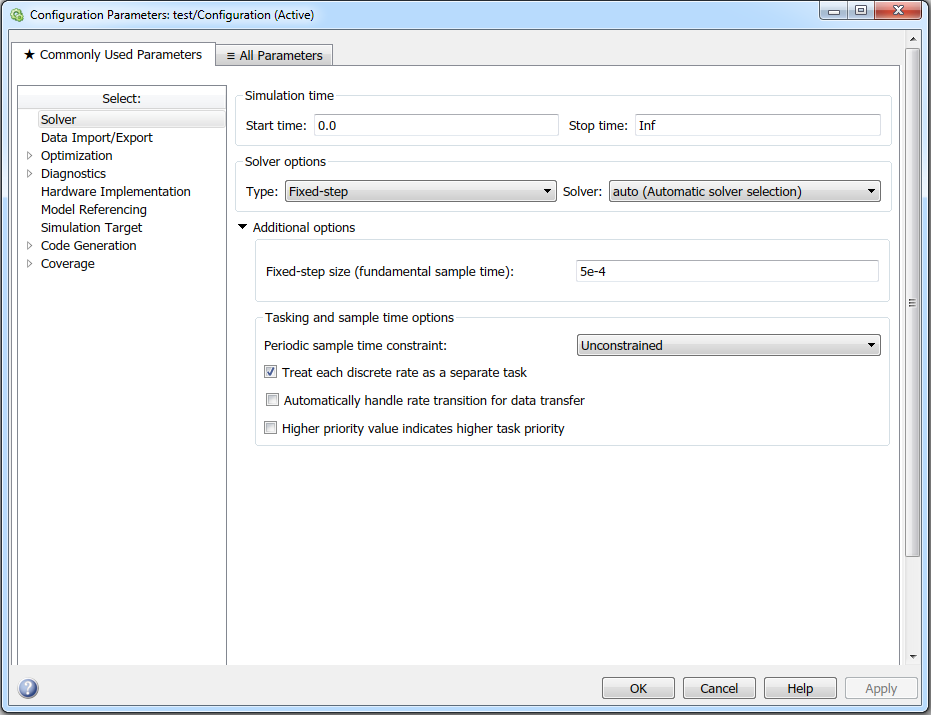 Configuration Parameters: test/Configuration (Active)
★ Commonly Used Parameters
≡ All Parameters
Select:
Solver
Data Import/Export
Optimization
Diagnostics
Hardware Implementation
Model Referencing
Simulation Target
Code Generation
Coverage
Simulation time
Start time: 0.0 Stop time: Inf
Solver options
Type: Fixed-step Solver: auto (Automatic solver selection)
Additional options
Fixed-step size (fundamental sample time): 5e-4
Tasking and sample time options
Periodic sample time constraint: Unconstrained
Treat each discrete rate as a separate task
Automatically handle rate transition for data transfer
Higher priority value indicates higher task priority
? OK Cancel Help Apply